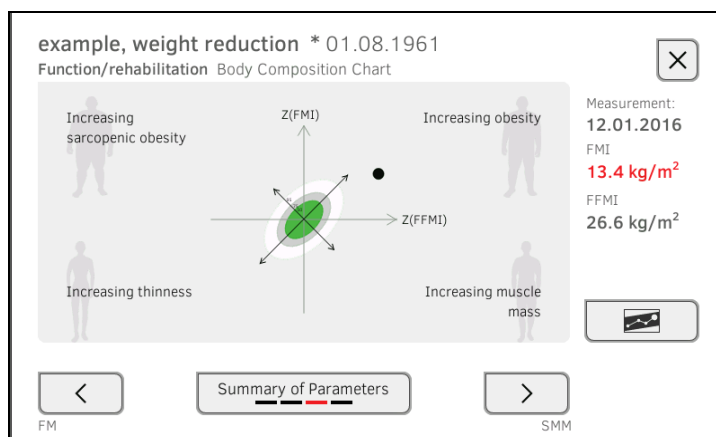 example, weight reduction * 01.08.1961
Function/rehabilitation Body Composition Chart
Increasing
sarcopenic obesity
Z(FMI)
Increasing obesity
Z(FFMI)
Increasing thinness
Increasing muscle
mass
Measurement:
12.01.2016
FMI
13.4 kg/m²
FFMI
26.6 kg/m²
Summary of Parameters
FM
SMM